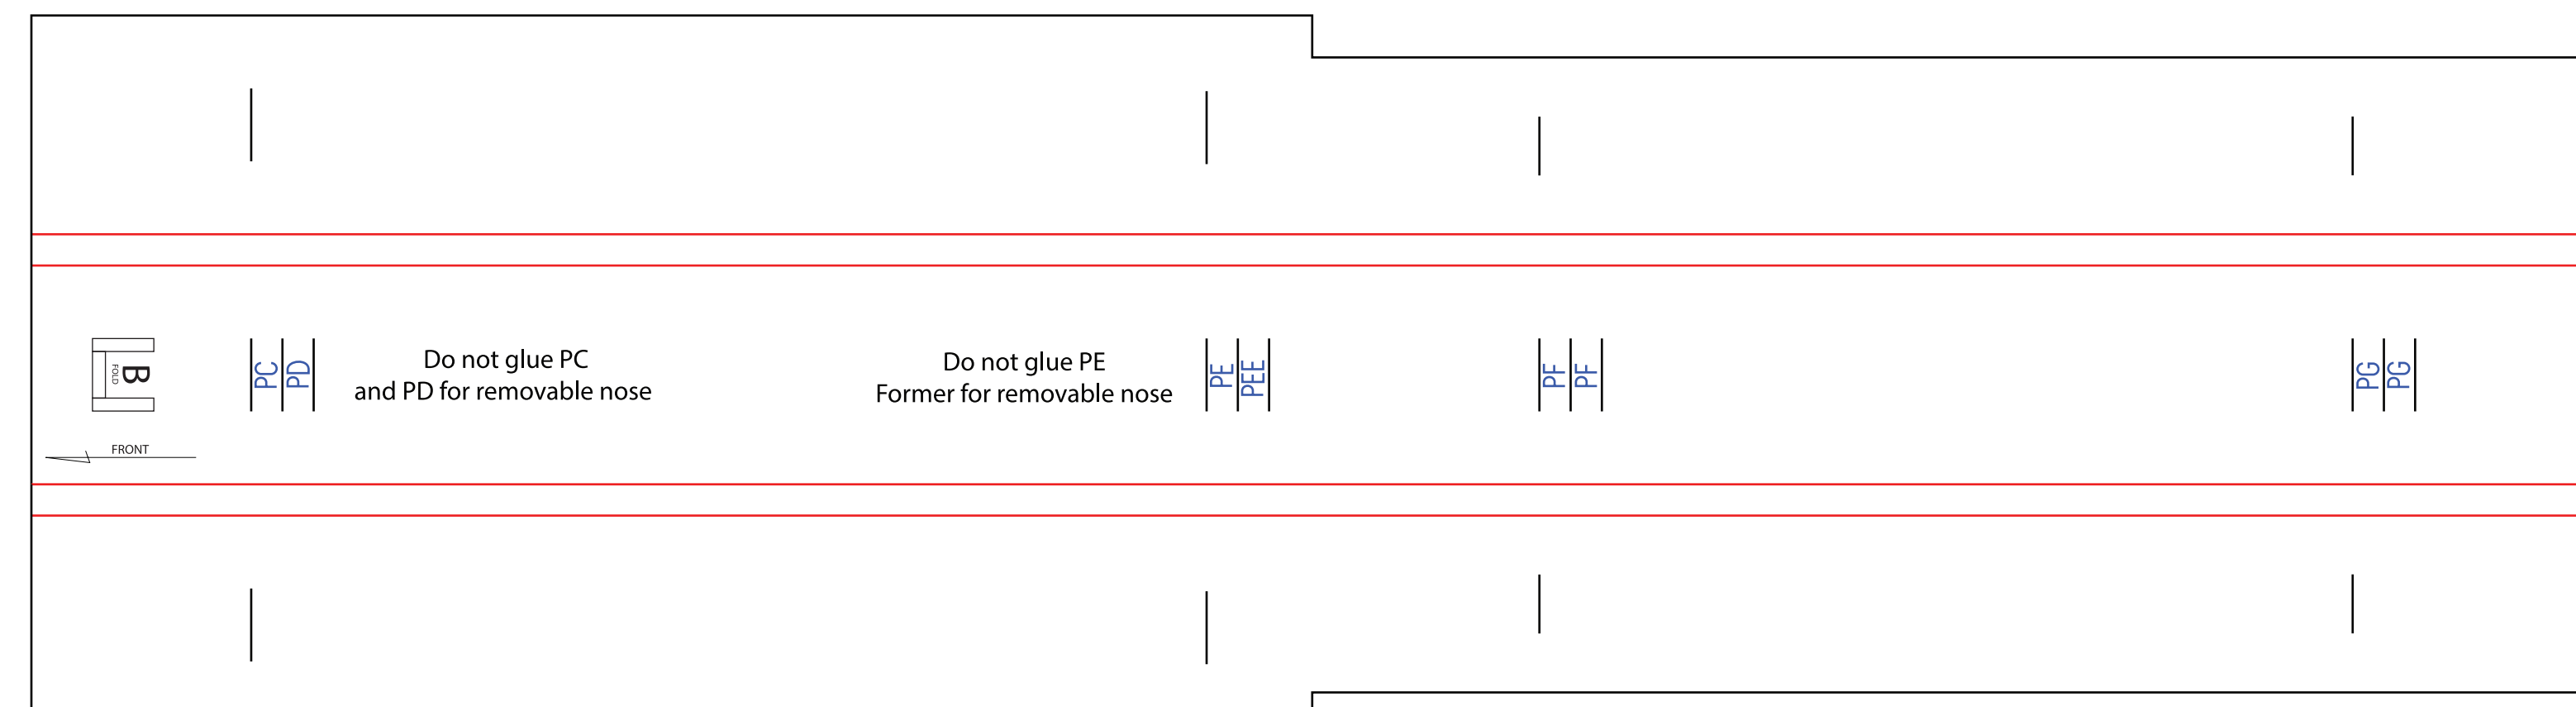 B
FOLD
FRONT
PC
PD
Do not glue PC
and PD for removable nose
Do not glue PE
Former for removable nose
PE
PEE
PF
PF
PG
PG